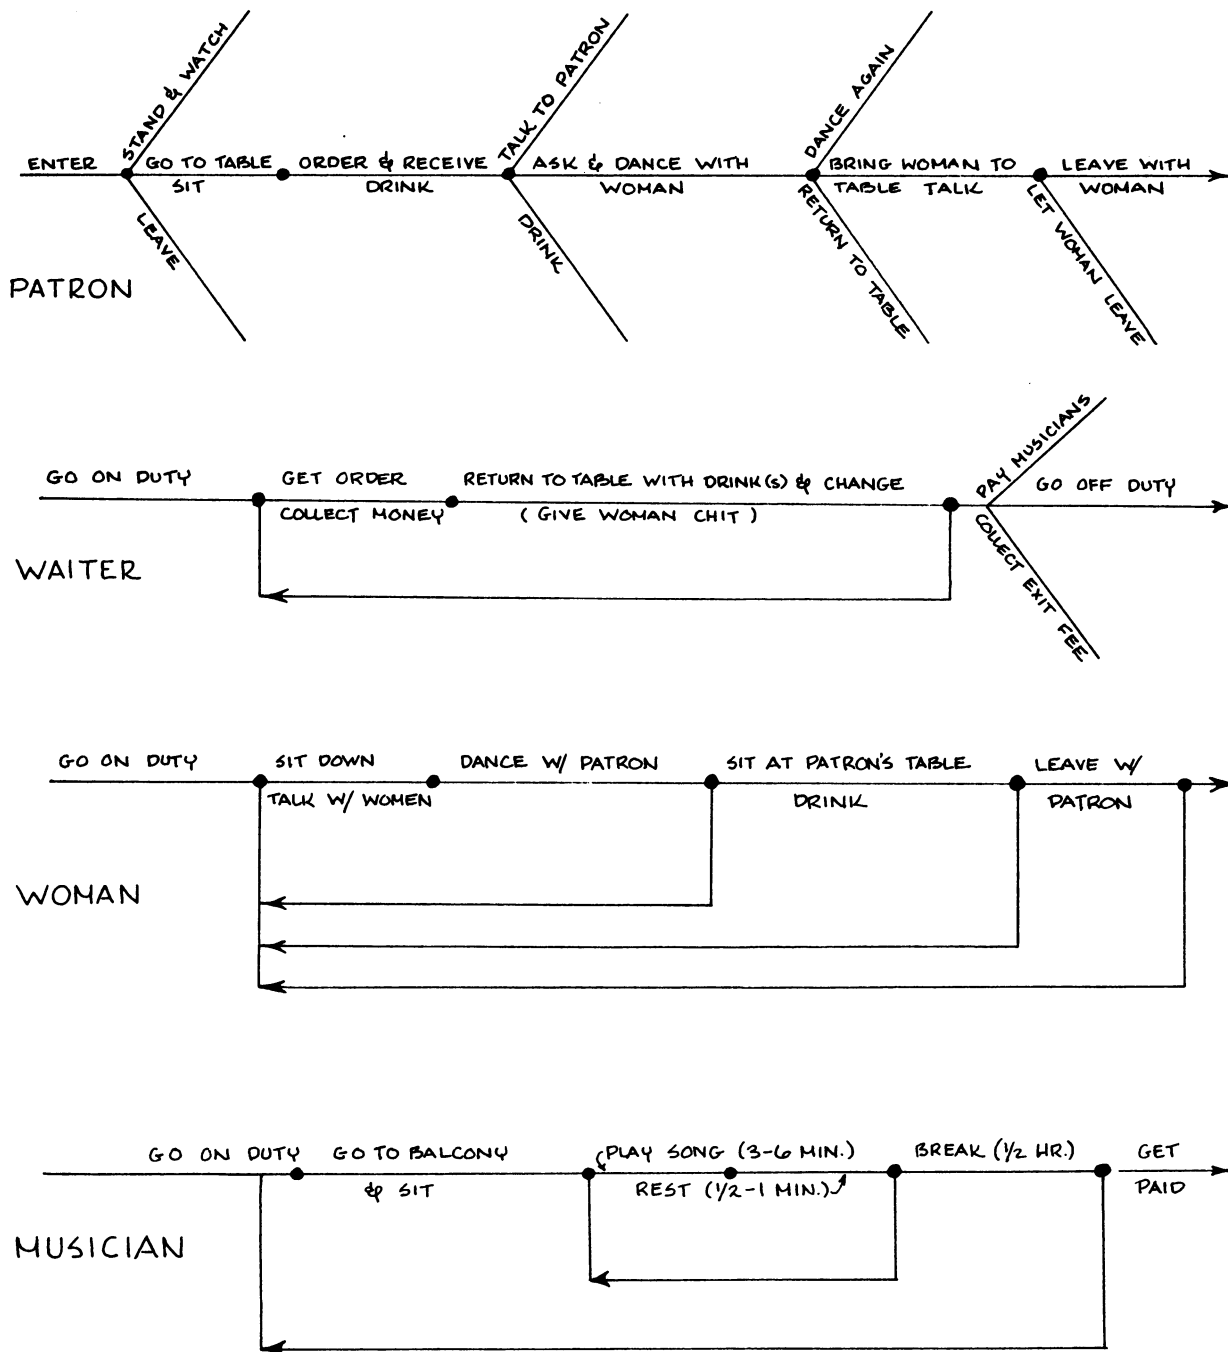 STAND & WATCH
TALK TO PATRON
DANCE AGAIN
ENTER
GO TO TABLE
SIT
ORDER & RECEIVE
DRINK
ASK & DANCE WITH
WOMAN
BRING WOMAN TO
TABLE TALK
LEAVE WITH
WOMAN
LEAVE
DRINK
RETURN TO TABLE
LET WOMAN LEAVE
PATRON
PAY MUSICIANS
GO ON DUTY
GET ORDER
COLLECT MONEY
RETURN TO TABLE WITH DRINK(S) & CHANGE
( GIVE WOMAN CHIT )
GO OFF DUTY
COLLECT EXIT FEE
WAITER
GO ON DUTY
SIT DOWN
TALK W/ WOMEN
DANCE W/ PATRON
SIT AT PATRON'S TABLE
DRINK
LEAVE W/
PATRON
WOMAN
GO ON DUTY
GO TO BALCONY
& SIT
PLAY SONG (3-6 MIN.)
REST (1/2-1 MIN.)
BREAK (1/2 HR.)
GET
PAID
MUSICIAN